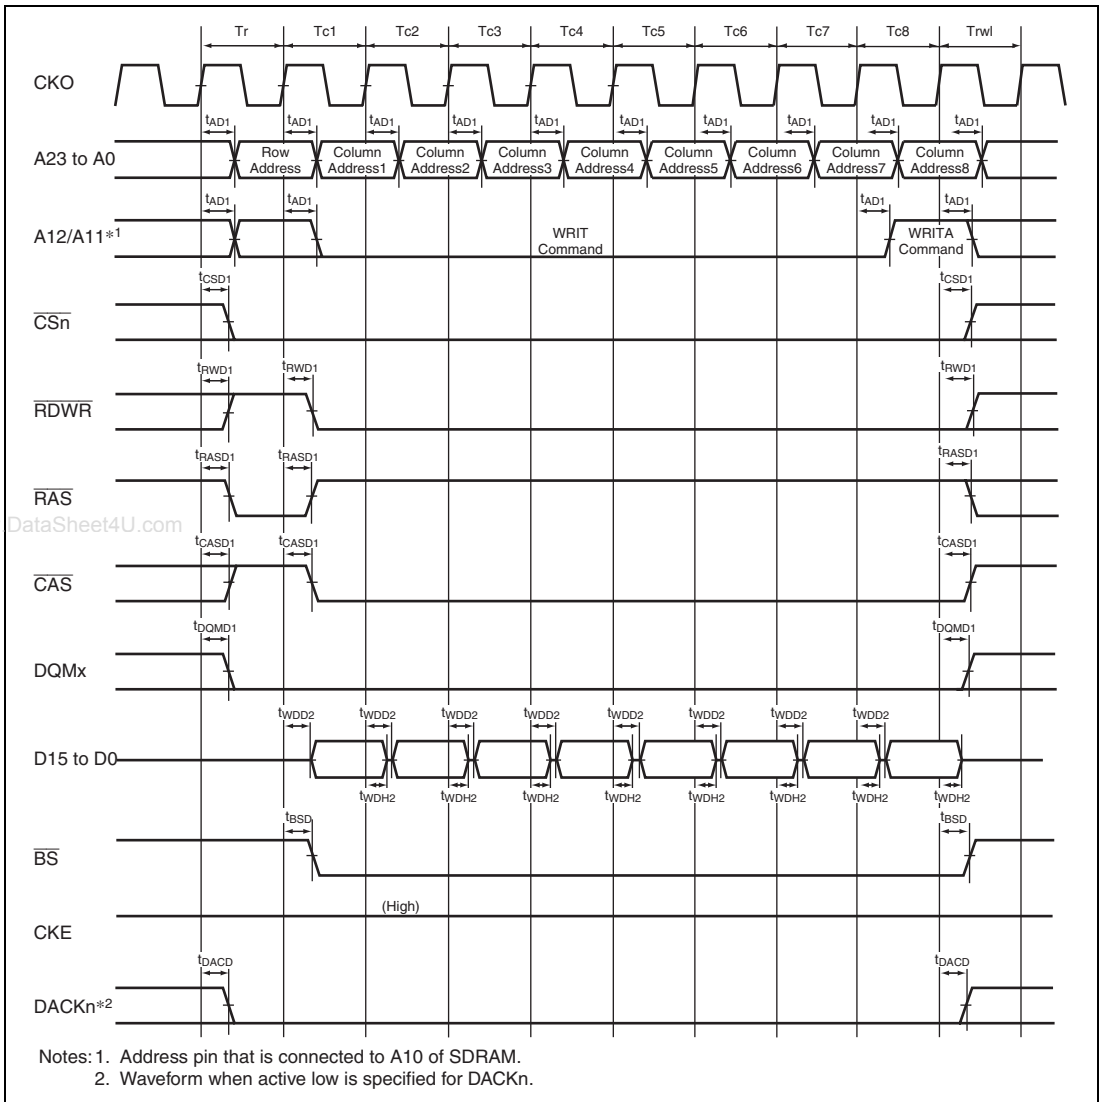 Tr Tc1 Tc2 Tc3 Tc4 Tc5 Tc6 Tc7 Tc8 Trwl
CKO
tAD1 tAD1 tAD1 tAD1 tAD1 tAD1 tAD1 tAD1 tAD1 tAD1
A23 to A0
Row Address
Column Address1
Column Address2
Column Address3
Column Address4
Column Address5
Column Address6
Column Address7
Column Address8
tAD1 tAD1 tAD1 tAD1
A12/A11*1
WRIT Command
WRITA Command
tCSD1 tCSD1
CSn
tRWD1 tRWD1 tRWD1
RDWR
tRASD1 tRASD1 tRASD1
RAS
DataSheet4U.com
tCASD1 tCASD1 tCASD1
CAS
tDQMD1 tDQMD1
DQMx
tWDD2 tWDD2 tWDD2 tWDD2 tWDD2 tWDD2 tWDD2 tWDD2
D15 to D0
tWDH2 tWDH2 tWDH2 tWDH2 tWDH2 tWDH2 tWDH2 tWDH2
tBSD tBSD
BS
(High)
CKE
tDACD tDACD
DACKn*2
Notes: 1. Address pin that is connected to A10 of SDRAM.
2. Waveform when active low is specified for DACKn.